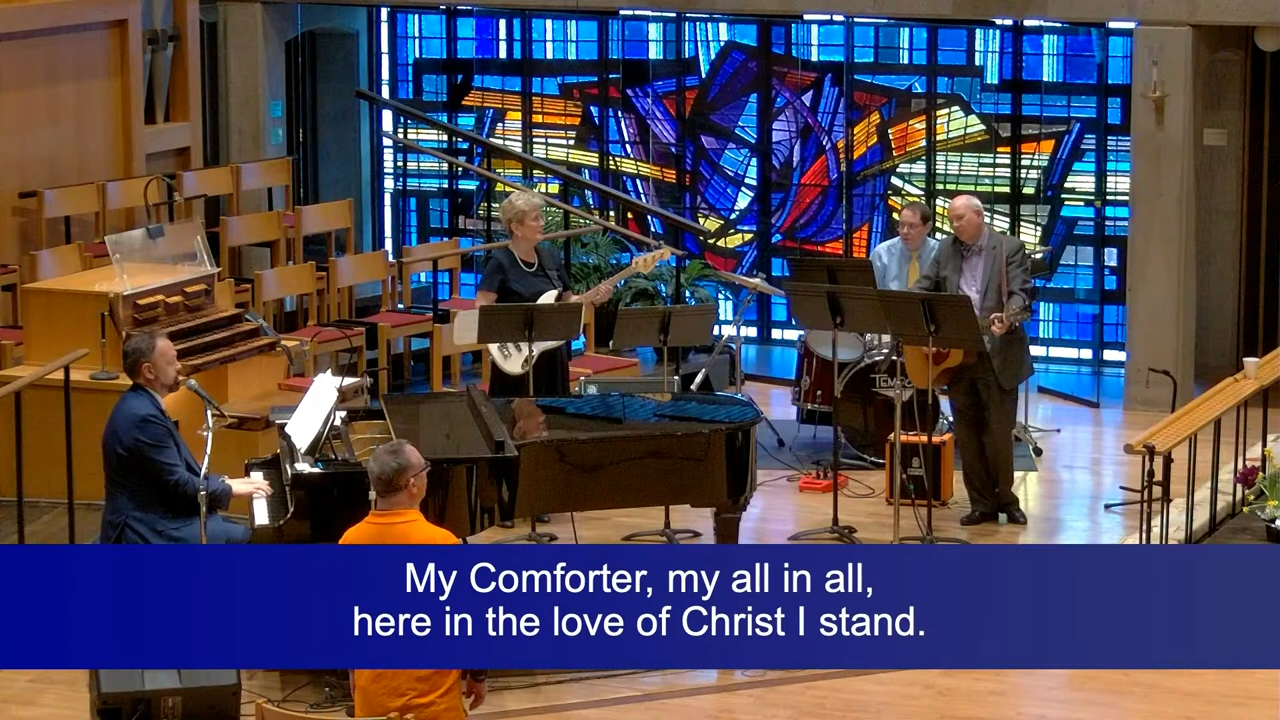 TEMPO
My Comforter, my all in all,
here in the love of Christ I stand.